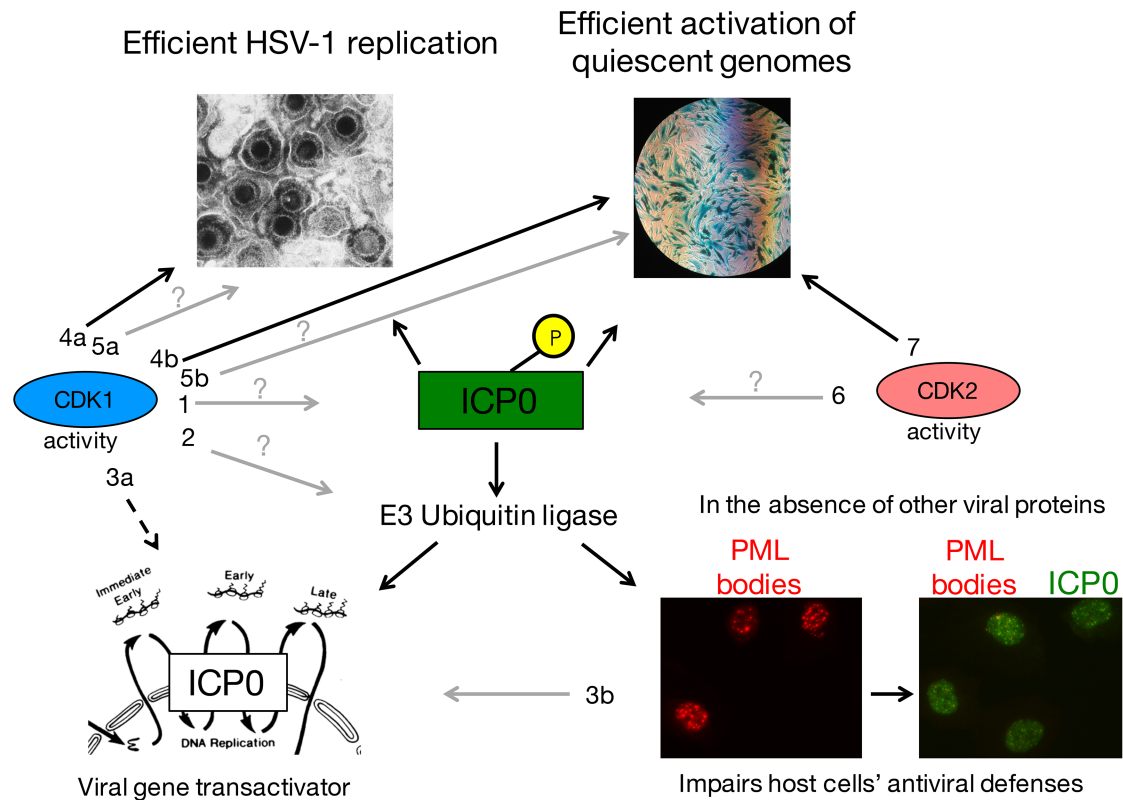 Efficient HSV-1 replication
Efficient activation of
quiescent genomes
?
4a
5a
?
4b
5b
CDK1
activity
1
?
2
?
3a
P
ICP0
7
CDK2
activity
?
6
E3 Ubiquitin ligase
In the absence of other viral proteins
PML
bodies
PML
bodies
ICP0
Immediate
Early
Early
Late
ICP0
DNA Replication
3b
Viral gene transactivator
Impairs host cells’ antiviral defenses